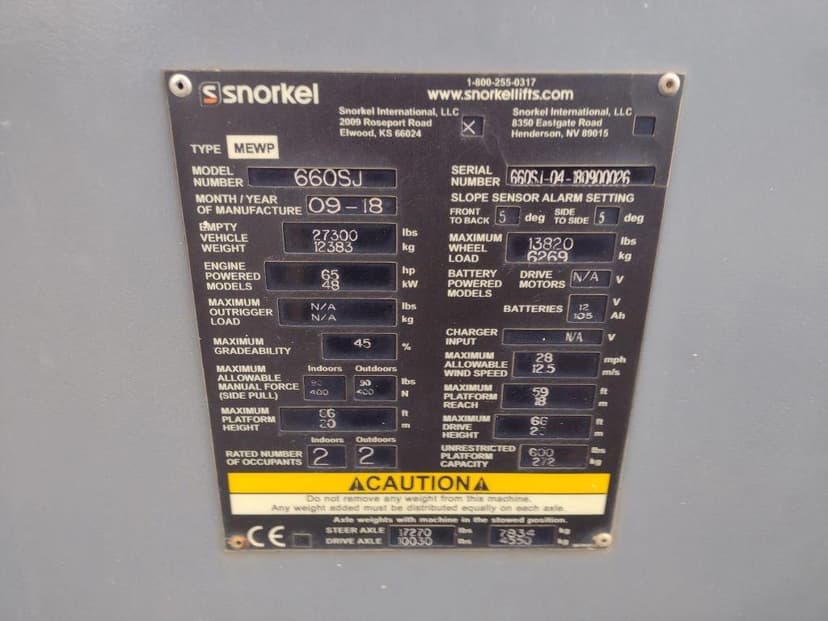 snorkel
1-800-255-0317
www.snorkellifts.com
Snorkel International, LLC
2009 Roseport Road
Elwood, KS 66024
X
Snorkel International, LLC
8350 Eastgate Road
Henderson, NV 89015
TYPE MEWP
MODEL NUMBER 660SJ
SERIAL NUMBER 660SJ-04-180900026
MONTH / YEAR OF MANUFACTURE 09-18
SLOPE SENSOR ALARM SETTING
FRONT TO BACK 5 deg SIDE TO SIDE 5 deg
EMPTY VEHICLE WEIGHT 27300 lbs
12383 kg
MAXIMUM WHEEL LOAD 13820 lbs
6269 kg
ENGINE POWERED MODELS 65 hp
48 kW
BATTERY POWERED MODELS DRIVE MOTORS N/A V
BATTERIES 12 V
105 Ah
MAXIMUM OUTRIGGER LOAD N/A lbs
N/A kg
CHARGER INPUT N/A V
MAXIMUM GRADEABILITY 45 %
MAXIMUM ALLOWABLE WIND SPEED 28 mph
12.5 m/s
Indoors Outdoors
MAXIMUM ALLOWABLE MANUAL FORCE (SIDE PULL) 90 90 lbs
400 400 N
MAXIMUM PLATFORM REACH 59 ft
18 m
MAXIMUM PLATFORM HEIGHT 66 ft
20 m
MAXIMUM DRIVE HEIGHT 66 ft
m
Indoors Outdoors
RATED NUMBER OF OCCUPANTS 2 2
UNRESTRICTED PLATFORM CAPACITY 600 lbs
272 kg
CAUTION
Do not remove any weight from this machine.
Any weight added must be distributed equally on each axle.
Axle weights with machine in the stowed position.
CE
STEER AXLE 17270 lbs 7834 kg
DRIVE AXLE 10030 lbs 4550 kg